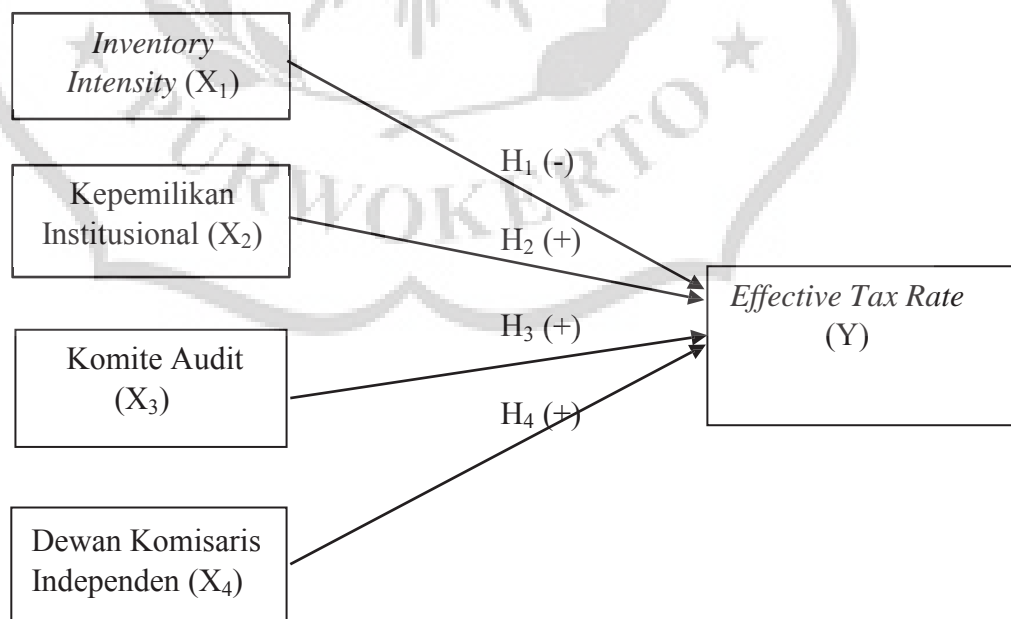 Inventory
Intensity (X₁)
H₁ (-)
Kepemilikan
Institusional (X₂)
H₂ (+)
Effective Tax Rate
(Y)
H₃ (+)
Komite Audit
(X₃)
H₄ (+)
Dewan Komisaris
Independen (X₄)
PURWOKERTO